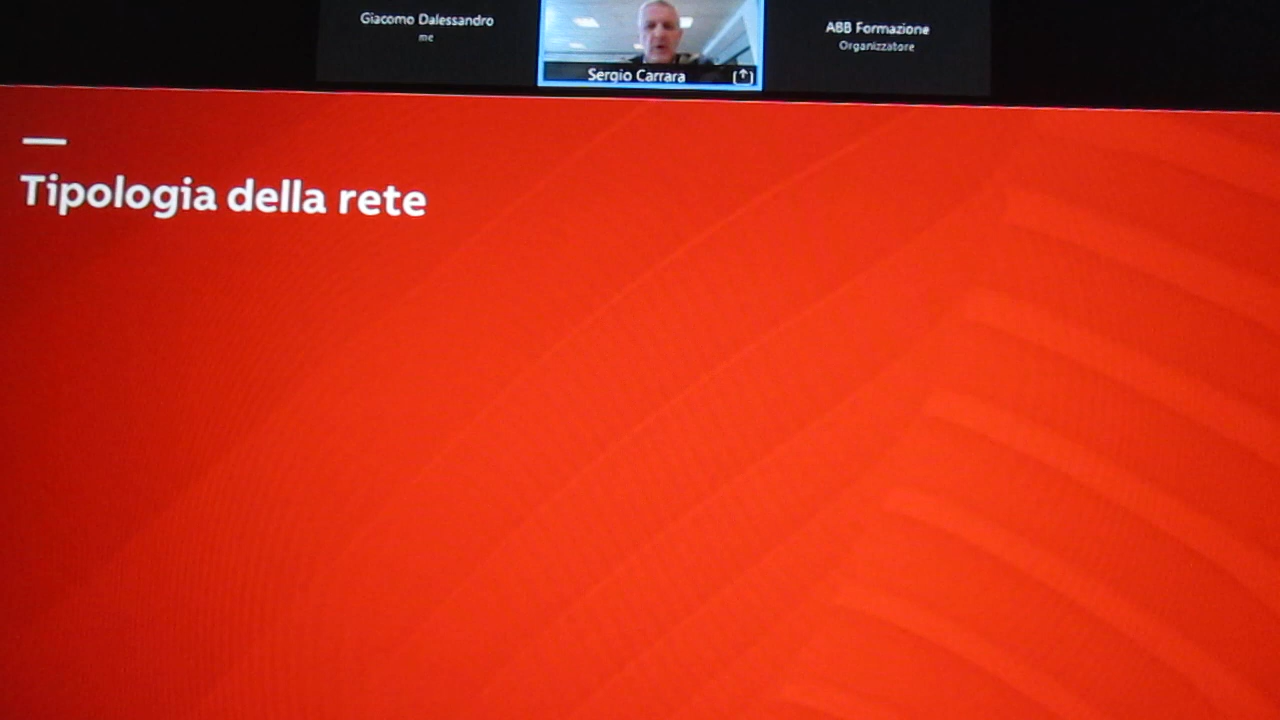 Giacomo Dalessandro
me
Sergio Carrara
ABB Formazione
Organizzatore
Tipologia della rete